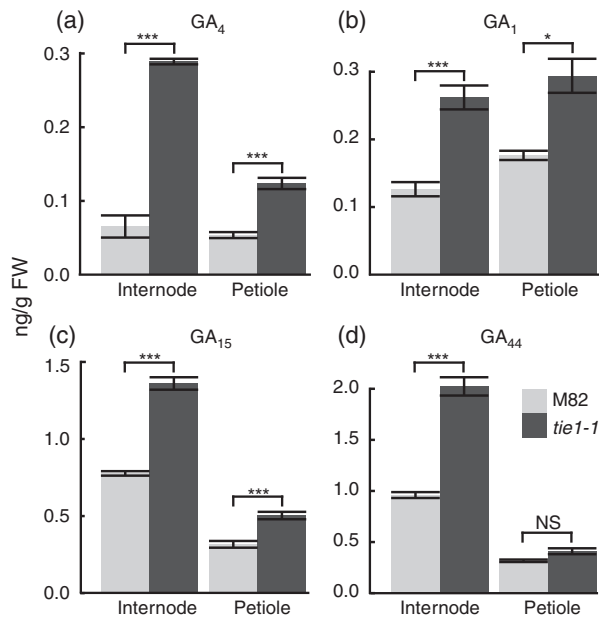 (a) GA4
***
***
0.3
0.2
0.1
0.0
Internode Petiole
(b) GA1
***
*
0.3
0.2
0.1
0.0
Internode Petiole
ng/g FW
(c) GA15
***
***
1.5
1.0
0.5
0.0
Internode Petiole
(d) GA44
***
NS
2.0
1.5
1.0
0.5
0.0
Internode Petiole
M82
tie1-1